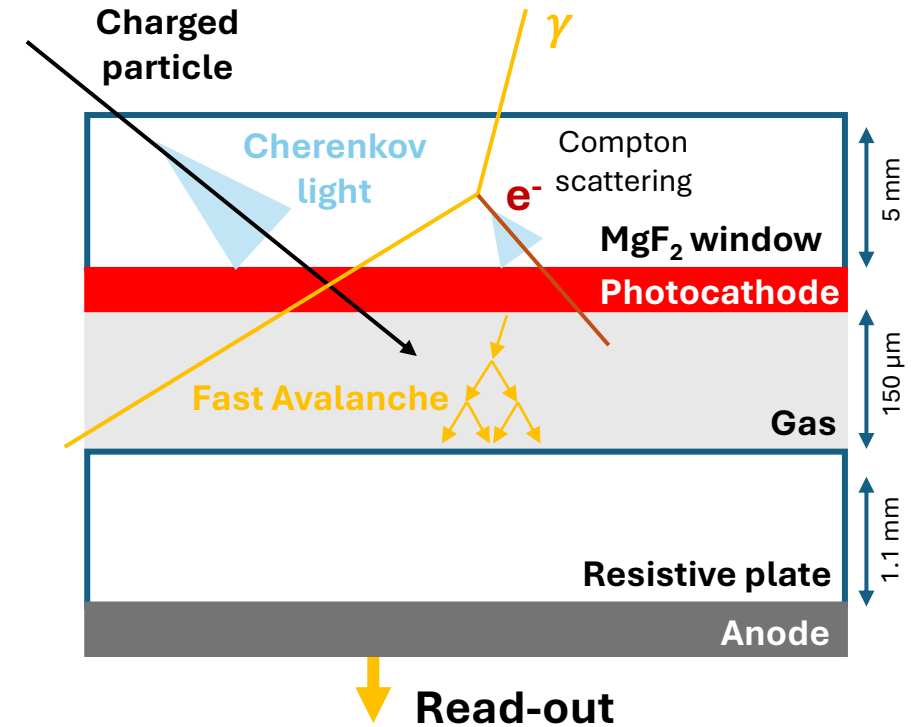 Charged
particle
γ
Cherenkov
light
Compton
scattering
e-
MgF2 window
5 mm
Photocathode
Fast Avalanche
Gas
150 μm
Resistive plate
1.1 mm
Anode
Read-out